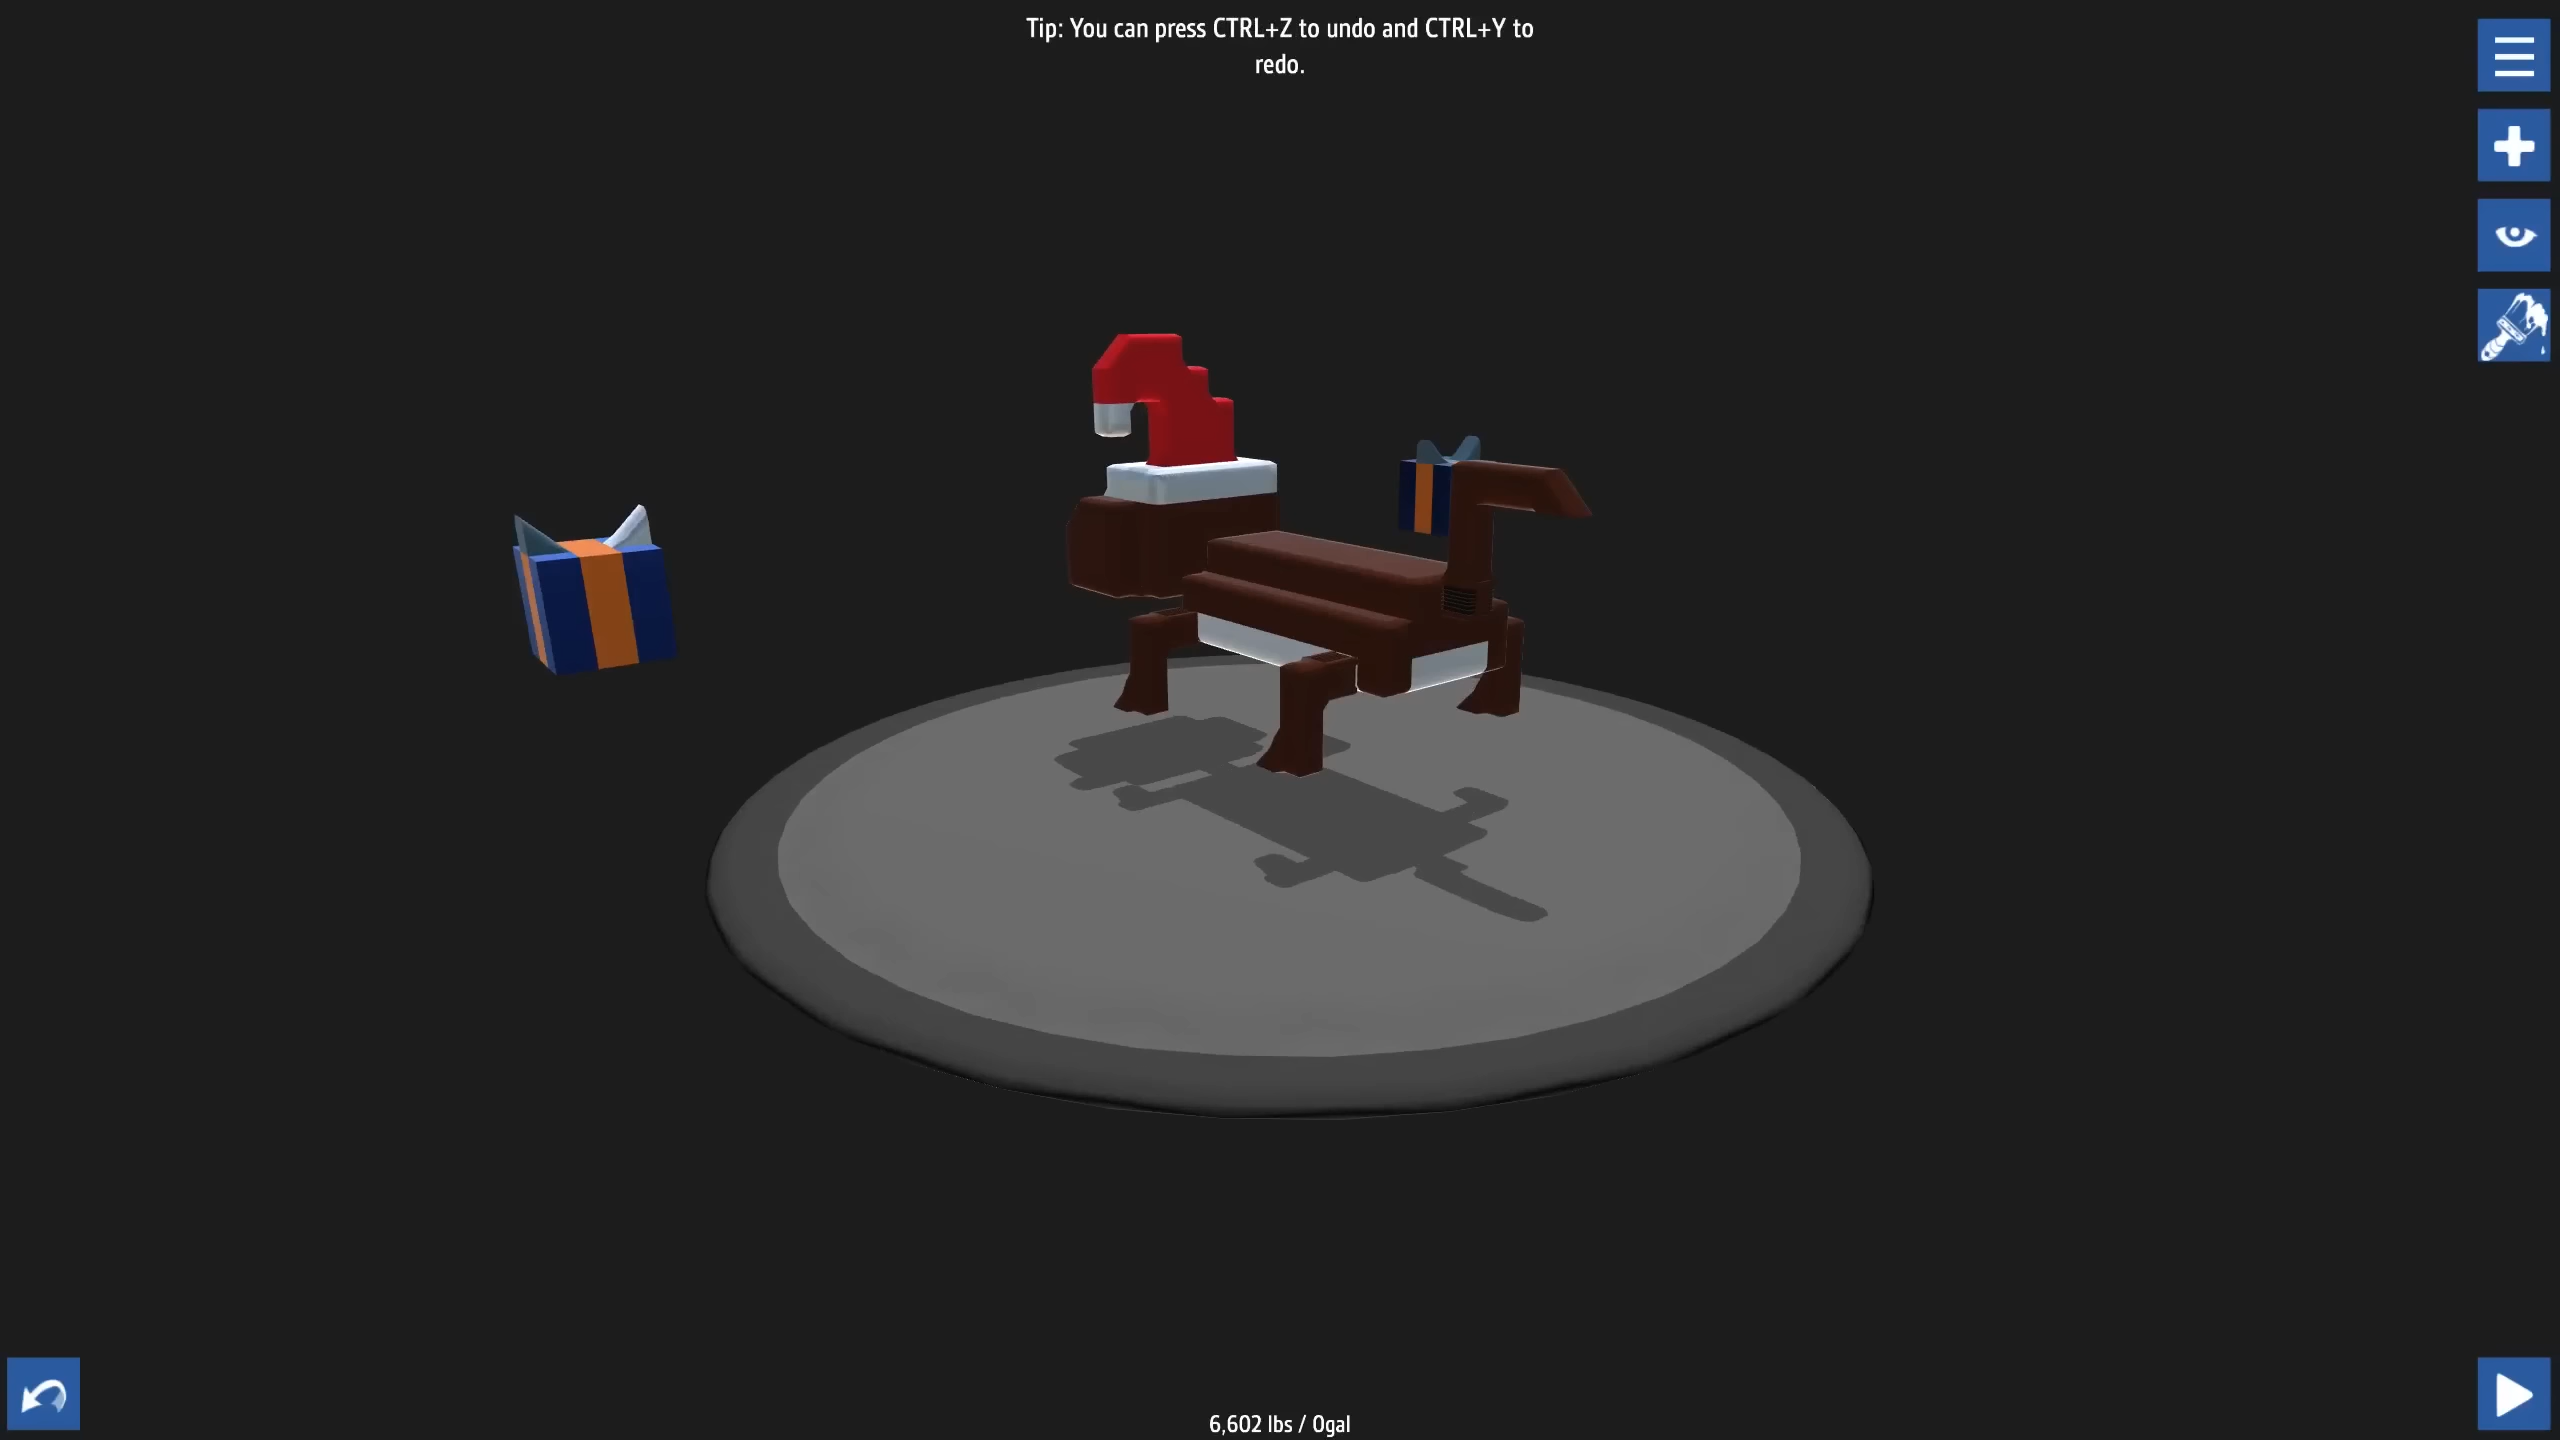 Tip: You can press CTRL+Z to undo and CTRL+Y to
redo.
6,602 lbs / 0gal